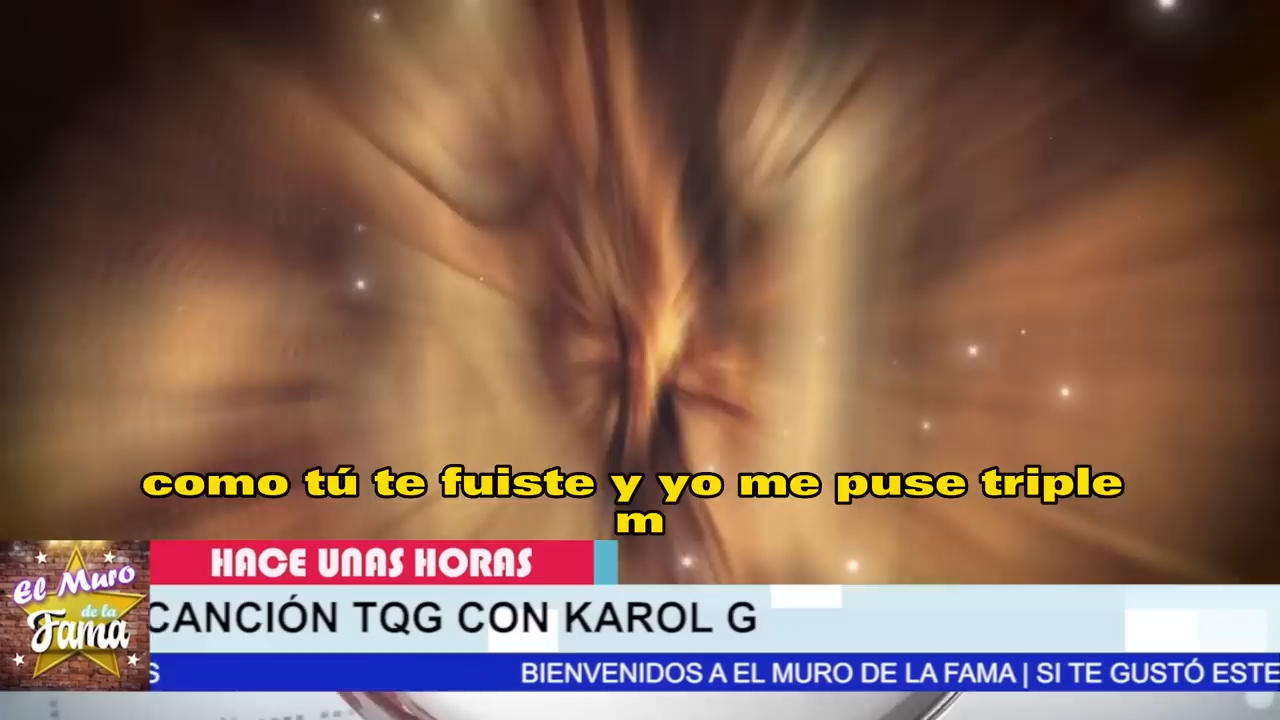 como tú te fuiste y yo me puse triple
m
HACE UNAS HORAS
El Muro
de la
Fama
CANCIÓN TQG CON KAROL G
S
BIENVENIDOS A EL MURO DE LA FAMA | SI TE GUSTÓ ESTE